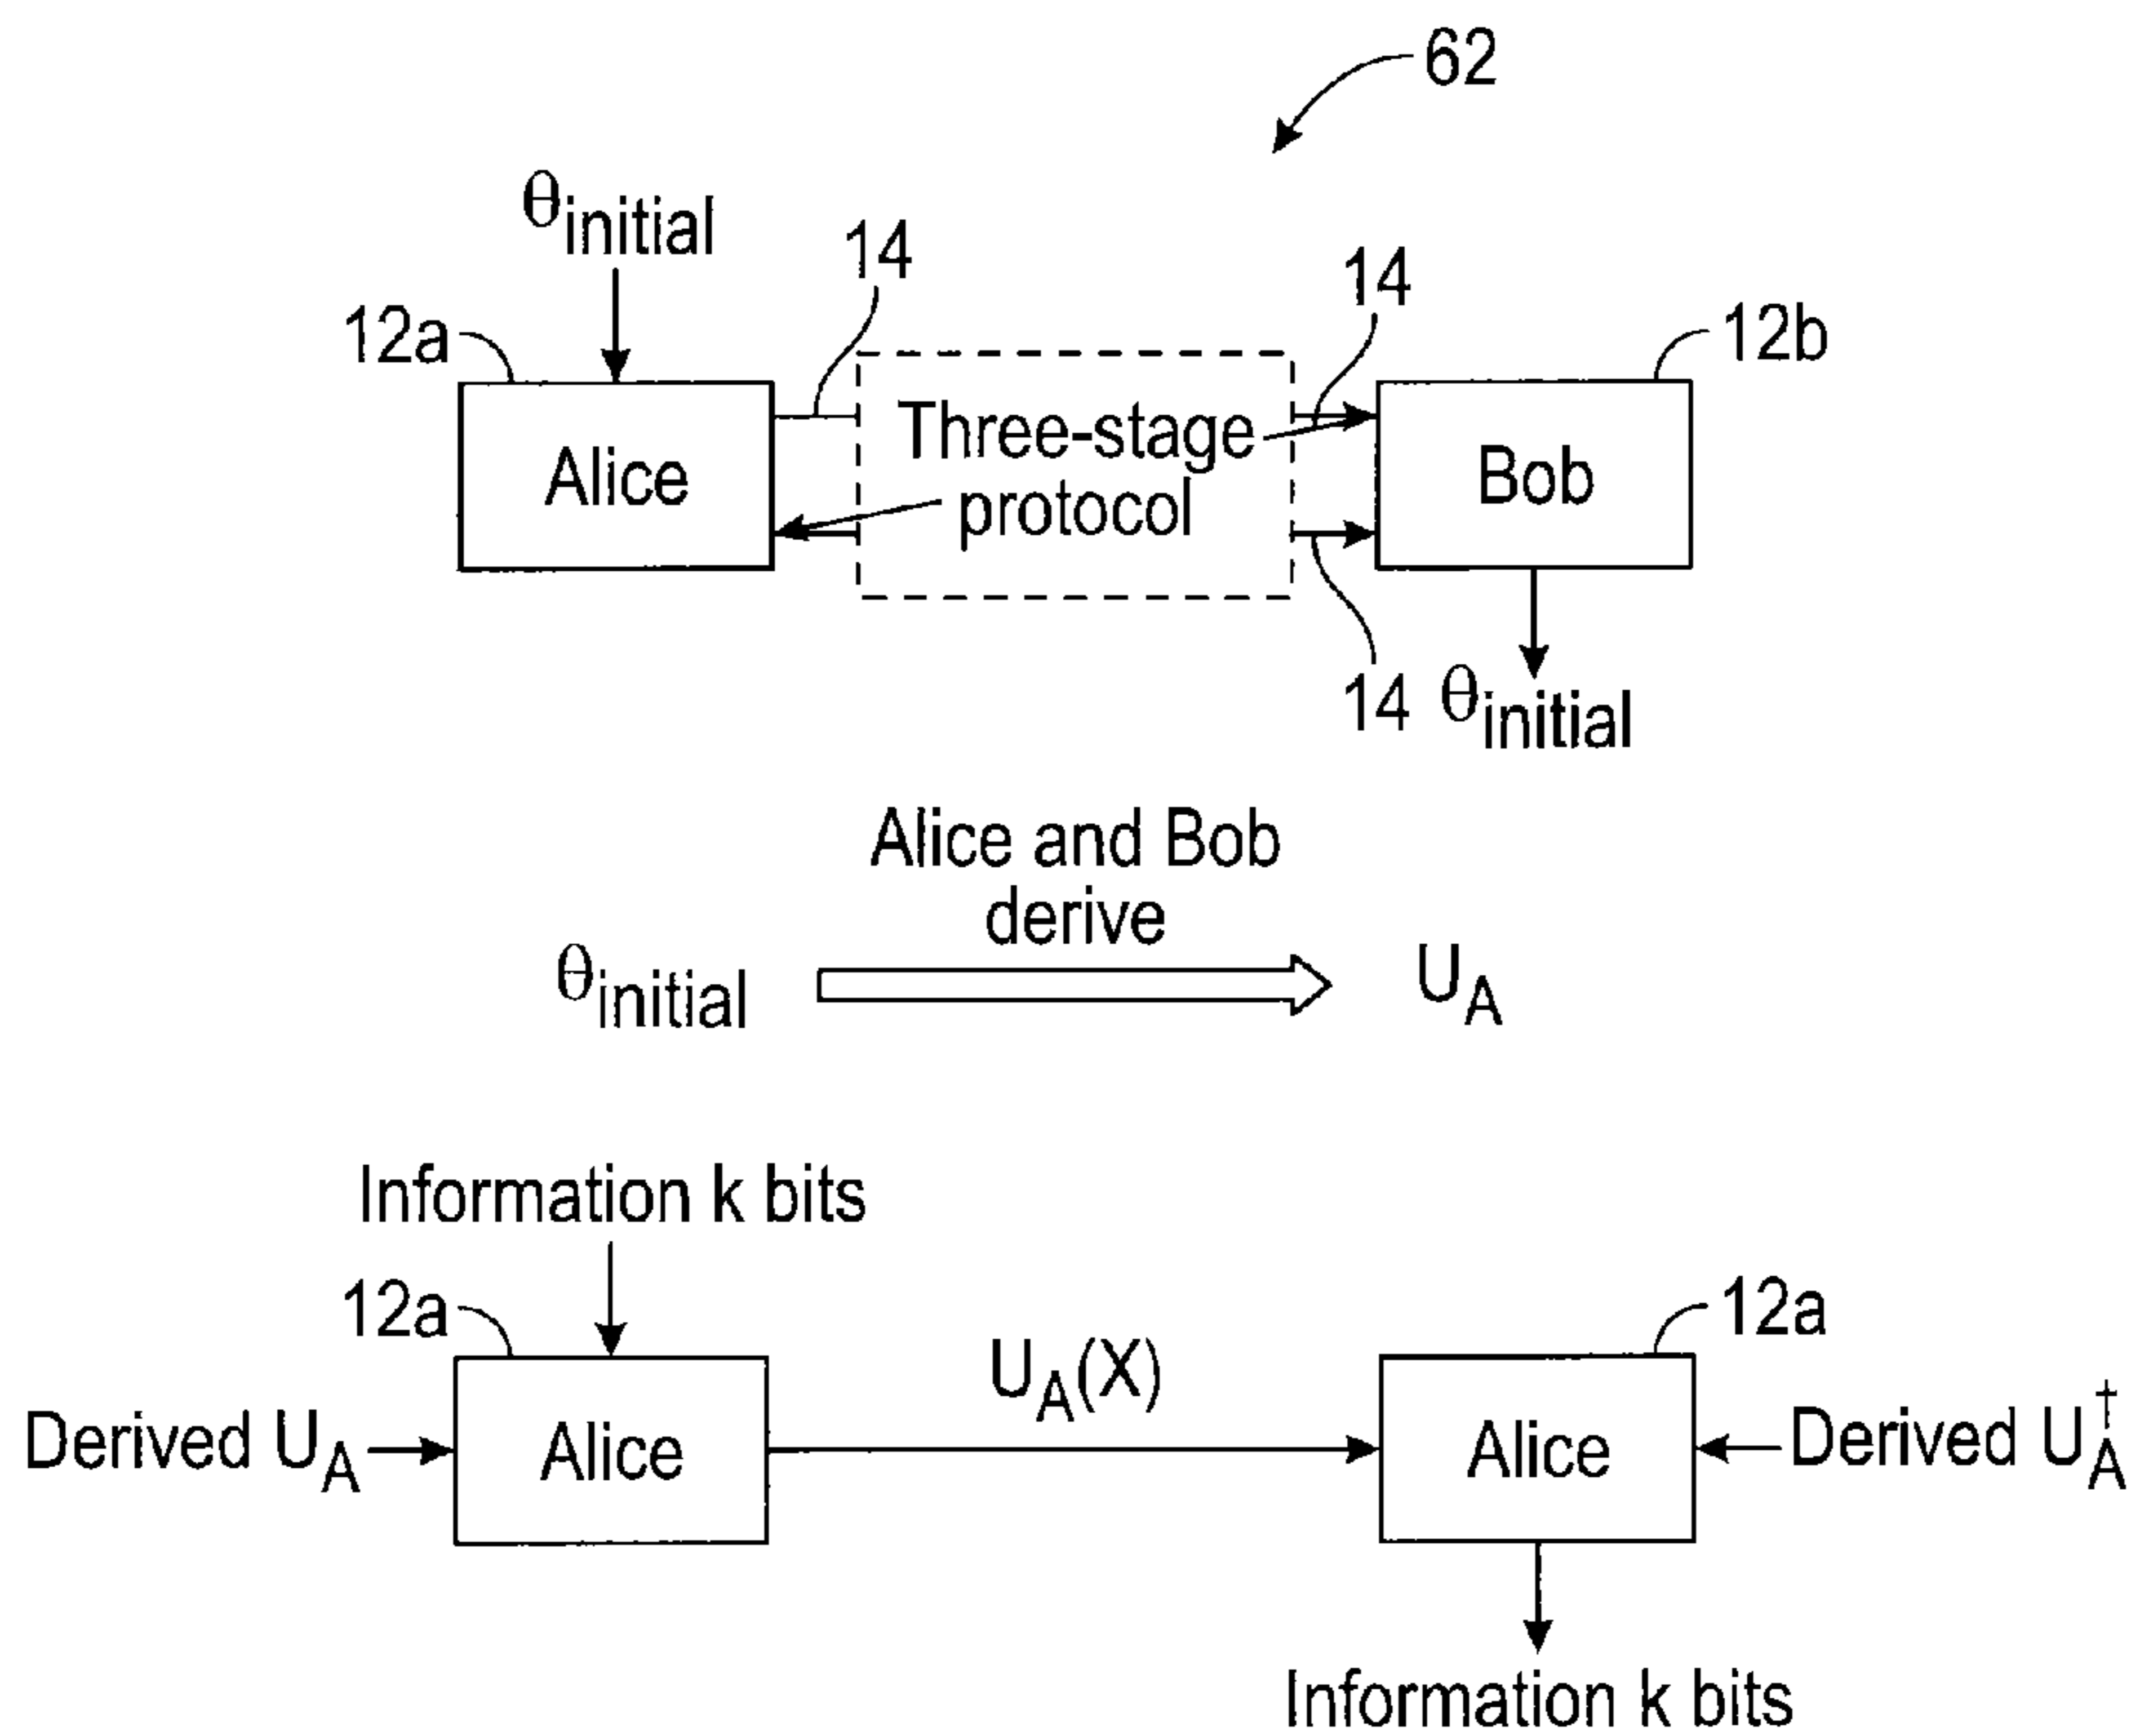 62
θinitial
14
14
12a
12b
Three-stage
protocol
Alice
Bob
14
θinitial
Alice and Bob
derive
θinitial
UA
Information k bits
12a
12a
UA(X)
Derived UA
Alice
Alice
Derived U†A
Information k bits